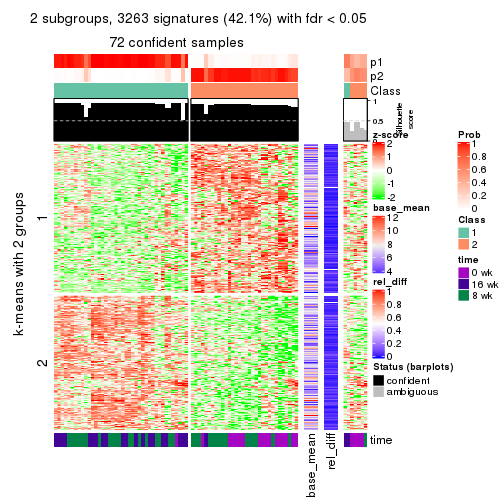 2 subgroups, 3263 signatures (42.1%) with fdr < 0.05
72 confident samples
p1
p2
Class
1
0.5
0
Silhouette
score
k-means with 2 groups
1
2
time
base_mean
rel_diff
z-score
2
1
0
-1
-2
base_mean
12
10
8
6
4
rel_diff
1
0.8
0.6
0.4
0.2
0
Status (barplots)
confident
ambiguous
Prob
1
0.8
0.6
0.4
0.2
0
Class
1
2
time
0 wk
16 wk
8 wk